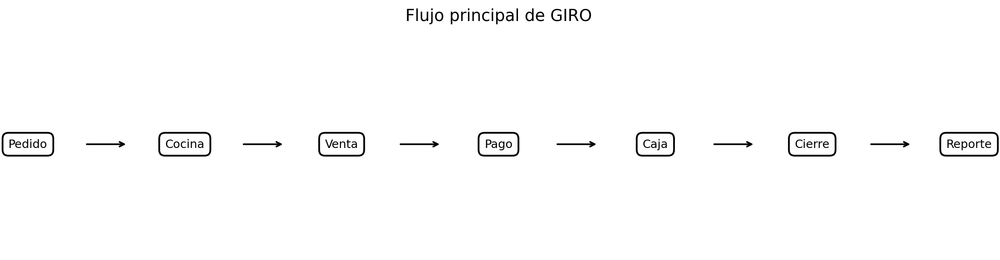 Flujo principal de GIRO
Pedido
Cocina
Venta
Pago
Caja
Cierre
Reporte